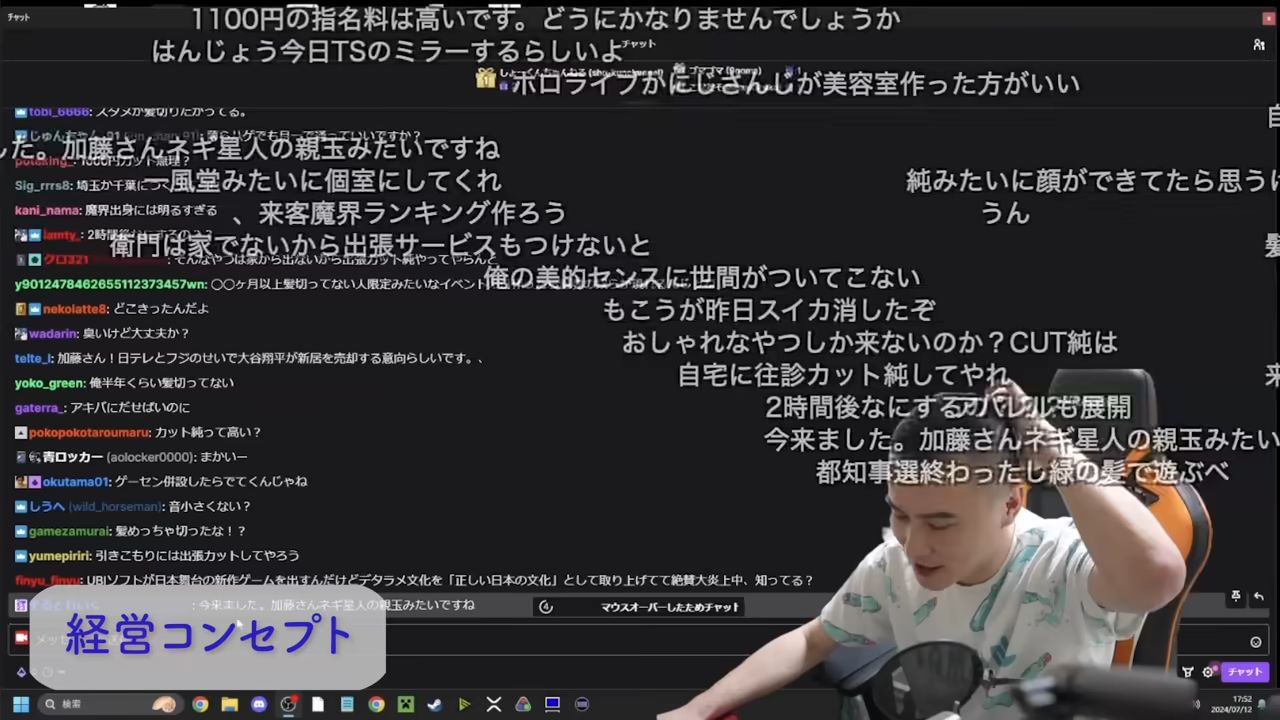 チャット
1100円の指名料は高いです。どうにかなりませんでしょうか
はんじょう今日TSのミラーするらしいよ
チャット
ホロライブかにじさんじが美容室作った方がいい
tobi_6666: スタメが髪切りたかってる。
した。加藤さんネギ星人の親玉みたいですね
一風堂みたいに個室にしてくれ
純みたいに顔ができてたら思うけ
Sig_rrrs8: 埼玉か千葉につく
kani_nama: 魔界出身には明るすぎる
、来客魔界ランキング作ろう
うん
衛門は家でないから出張サービスもつけないと
y9012478462655112373457wn: 〇〇ヶ月以上髪切ってない人限定みたいなイベント
俺の美的センスに世間がついてこない
nekolatte8: どこきったんだよ
もこうが昨日スイカ消したぞ
wadarin: 臭いけど大丈夫か?
おしゃれなやつしか来ないのか?CUT純は
telte_l: 加藤さん!日テレとフジのせいで大谷翔平が新居を売却する意向らしいです。、
自宅に往診カット純してやれ
yoko_green: 俺半年くらい髪切ってない
gaterra_: アキバにだせばいいのに
2時間後なにするの
アパレルも展開
pokopokotaroumaru: カット純って高い?
今来ました。加藤さんネギ星人の親玉みたい
青ロッカー (aolocker0000): まかいー
都知事選終わったし緑の髪で遊ぶべ
okutama01: ゲーセン併設したらでてくんじゃね
しうへ (wild_horseman): 音小さくない?
gamezamurai: 髪めっちゃ切ったな!?
yumepiriri: 引きこもりには出張カットしてやろう
finyu_finyu: UBIソフトが日本舞台の新作ゲームを出すんだけどデタラメ文化を「正しい日本の文化」として取り上げてて絶賛大炎上中、知ってる?
: 今来ました。加藤さんネギ星人の親玉みたいですね
マウスオーバーしたためチャット
経営コンセプト
チャット
検索
17:52
2024/07/12